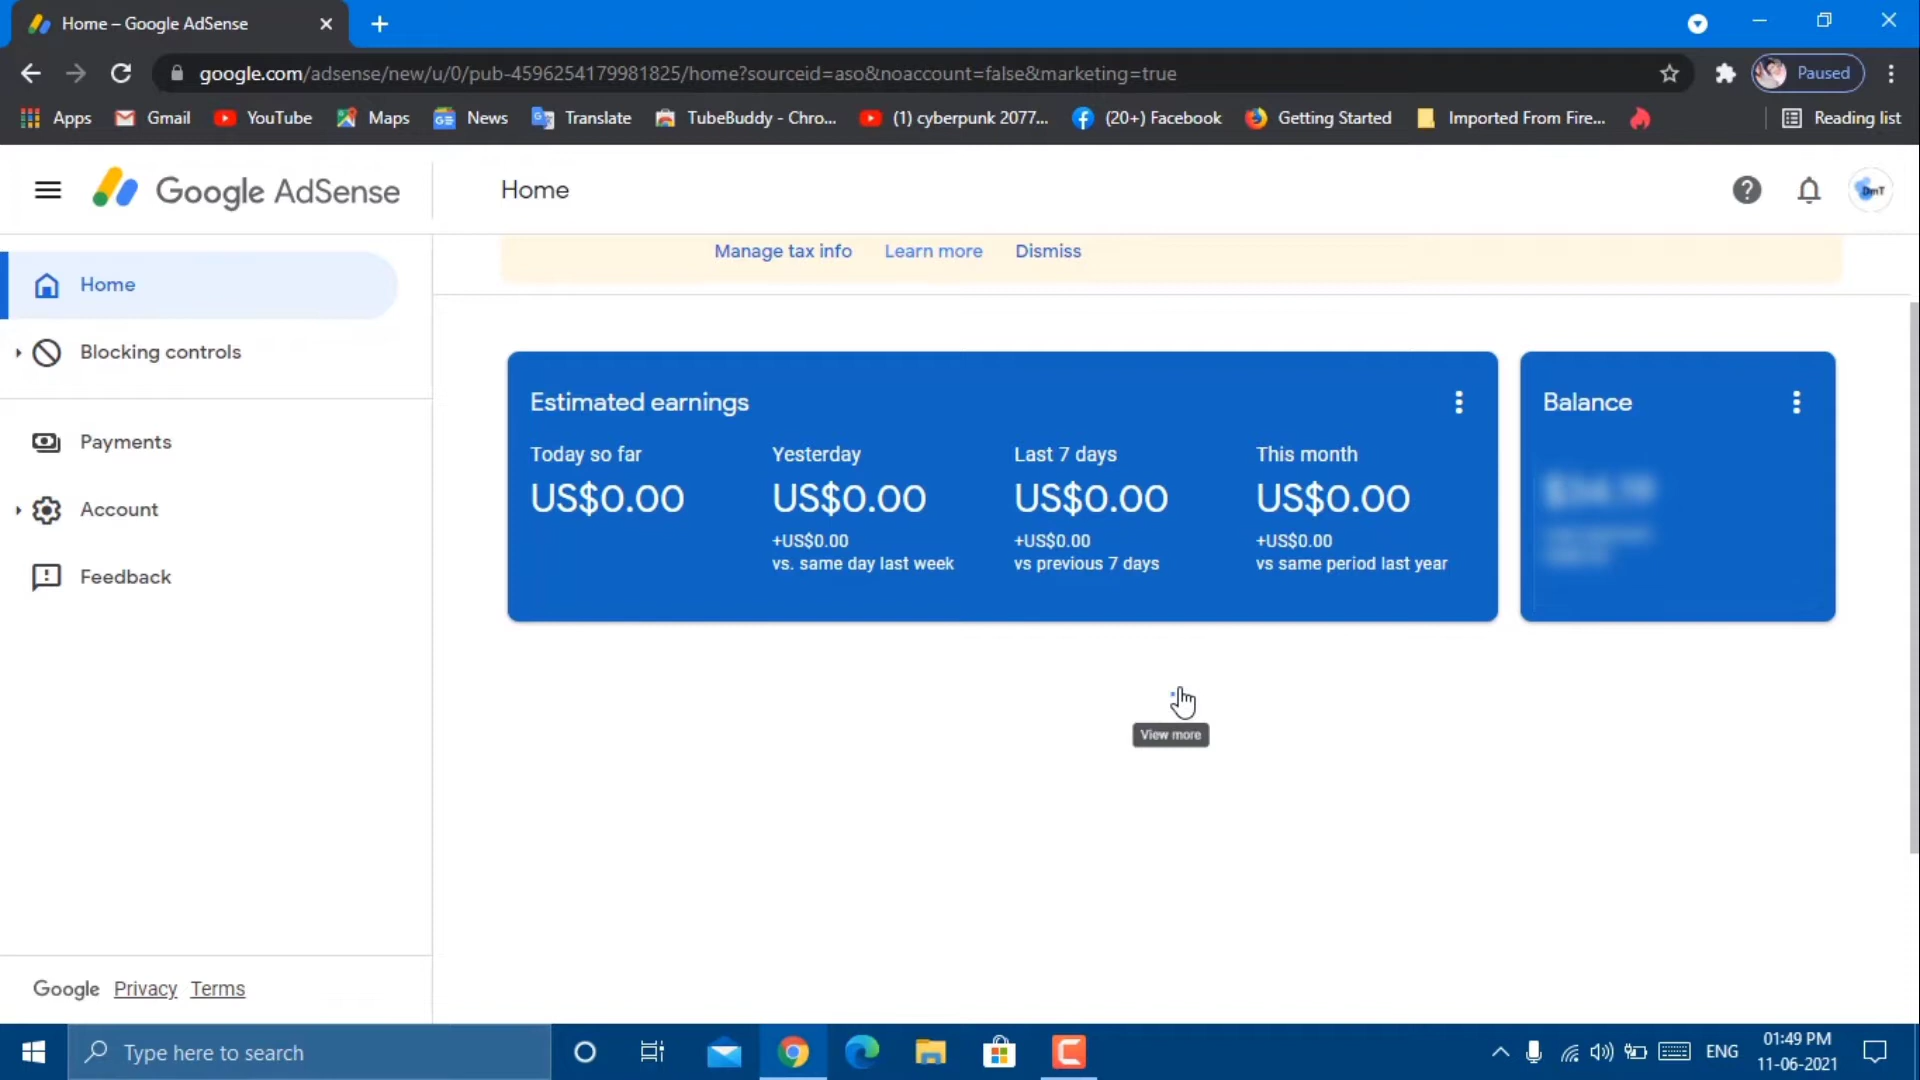 Home – Google AdSense
google.com/adsense/new/u/0/pub-4596254179981825/home?sourceid=aso&noaccount=false&marketing=true
Paused
Apps
Gmail
YouTube
Maps
News
Translate
TubeBuddy - Chro...
(1) cyberpunk 2077...
(20+) Facebook
Getting Started
Imported From Fire...
Reading list
Google AdSense
Home
DmT
Manage tax info
Learn more
Dismiss
Home
Blocking controls
Payments
Account
Feedback
Estimated earnings
Today so far
US$0.00
Yesterday
US$0.00
+US$0.00
vs. same day last week
Last 7 days
US$0.00
+US$0.00
vs previous 7 days
This month
US$0.00
+US$0.00
vs same period last year
Balance
View more
Google
Privacy
Terms
Type here to search
ENG
01:49 PM
11-06-2021